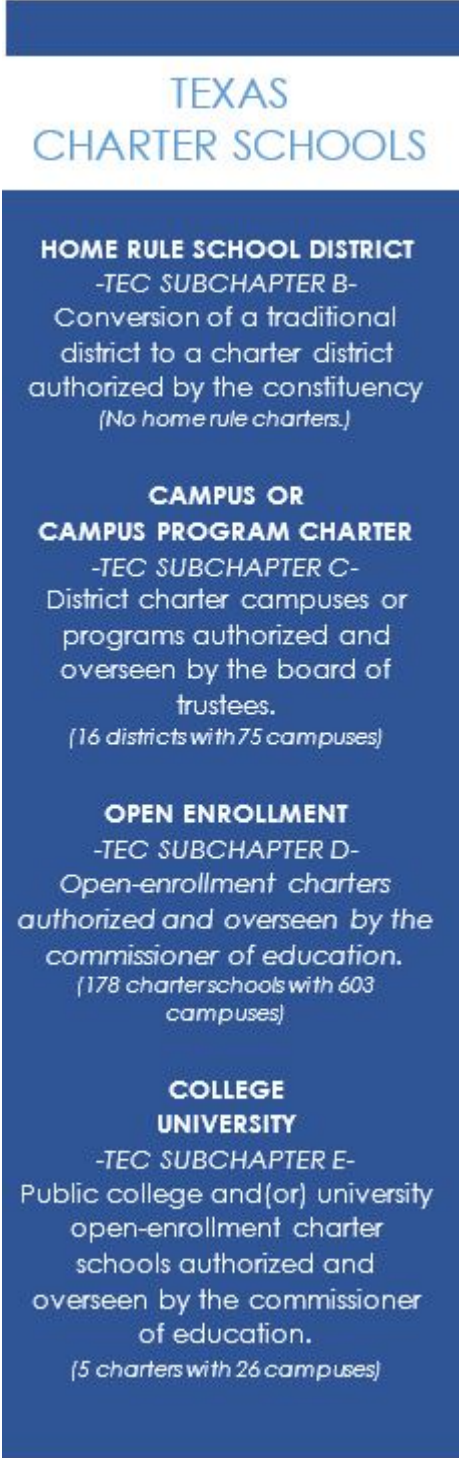 TEXAS
CHARTER SCHOOLS
HOME RULE SCHOOL DISTRICT
-TEC SUBCHAPTER B-
Conversion of a traditional
district to a charter district
authorized by the constituency
(No home rule charters.)
CAMPUS OR
CAMPUS PROGRAM CHARTER
-TEC SUBCHAPTER C-
District charter campuses or
programs authorized and
overseen by the board of
trustees.
(16 districts with 75 campuses)
OPEN ENROLLMENT
-TEC SUBCHAPTER D-
Open-enrollment charters
authorized and overseen by the
commissioner of education.
(178 charter schools with 603
campuses)
COLLEGE
UNIVERSITY
-TEC SUBCHAPTER E-
Public college and(or) university
open-enrollment charter
schools authorized and
overseen by the commissioner
of education.
(5 charters with 26 campuses)